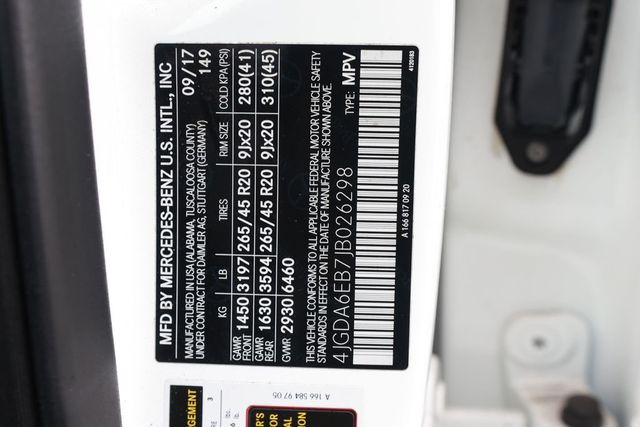 MFD BY MERCEDES-BENZ U.S. INTL., INC 09/17
MANUFACTURED IN USA (ALABAMA, TUSCALOOSA COUNTY) 149
UNDER CONTRACT FOR DAIMLER AG, STUTTGART (GERMANY)
KG LB TIRES RIM SIZE COLD KPA (PSI)
GAWR FRONT 1450 3197 265/45 R20 9Jx20 280(41)
GAWR REAR 1630 3594 265/45 R20 9Jx20 310(45)
GVWR 2930 6460
THIS VEHICLE CONFORMS TO ALL APPLICABLE FEDERAL MOTOR VEHICLE SAFETY
STANDARDS IN EFFECT ON THE DATE OF MANUFACTURE SHOWN ABOVE.
4JGDA6EB7JB026298 TYPE: MPV
A 166 817 09 20 4120183
A 166 584 97 05